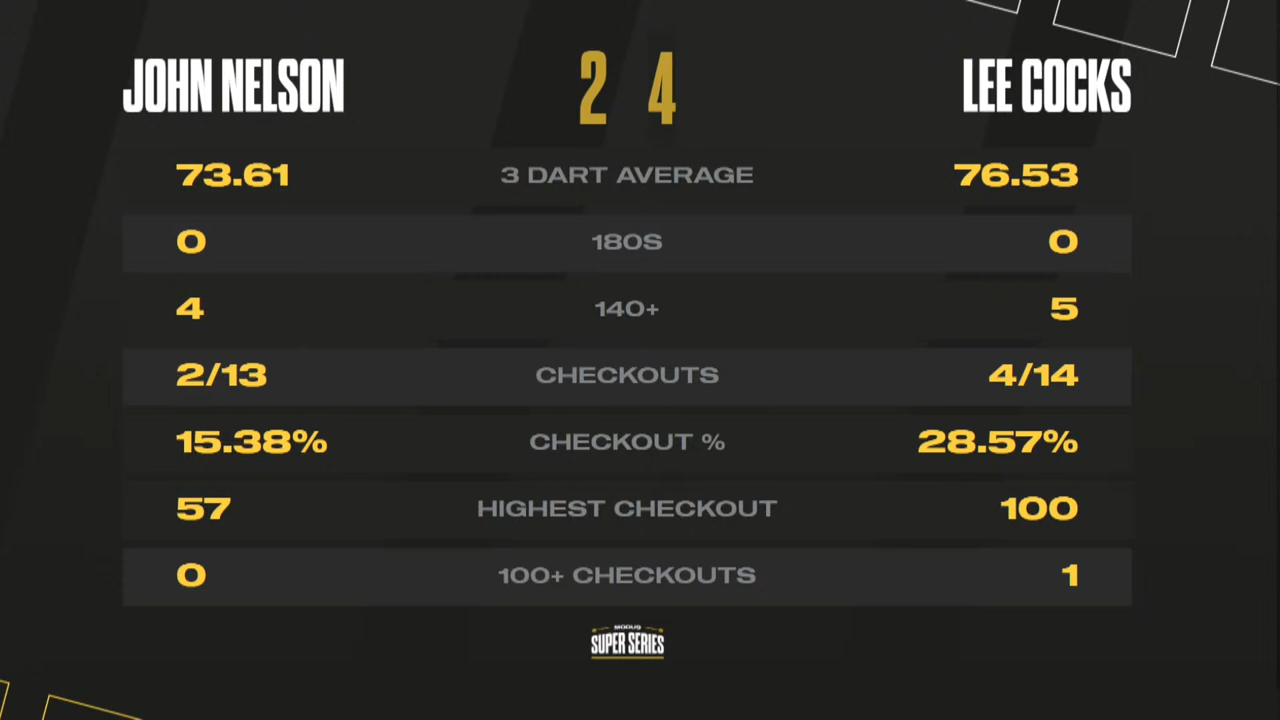 JOHN NELSON 2 4 LEE COCKS
73.61 3 DART AVERAGE 76.53
0 180S 0
4 140+ 5
2/13 CHECKOUTS 4/14
15.38% CHECKOUT % 28.57%
57 HIGHEST CHECKOUT 100
0 100+ CHECKOUTS 1
MODUS
SUPER SERIES